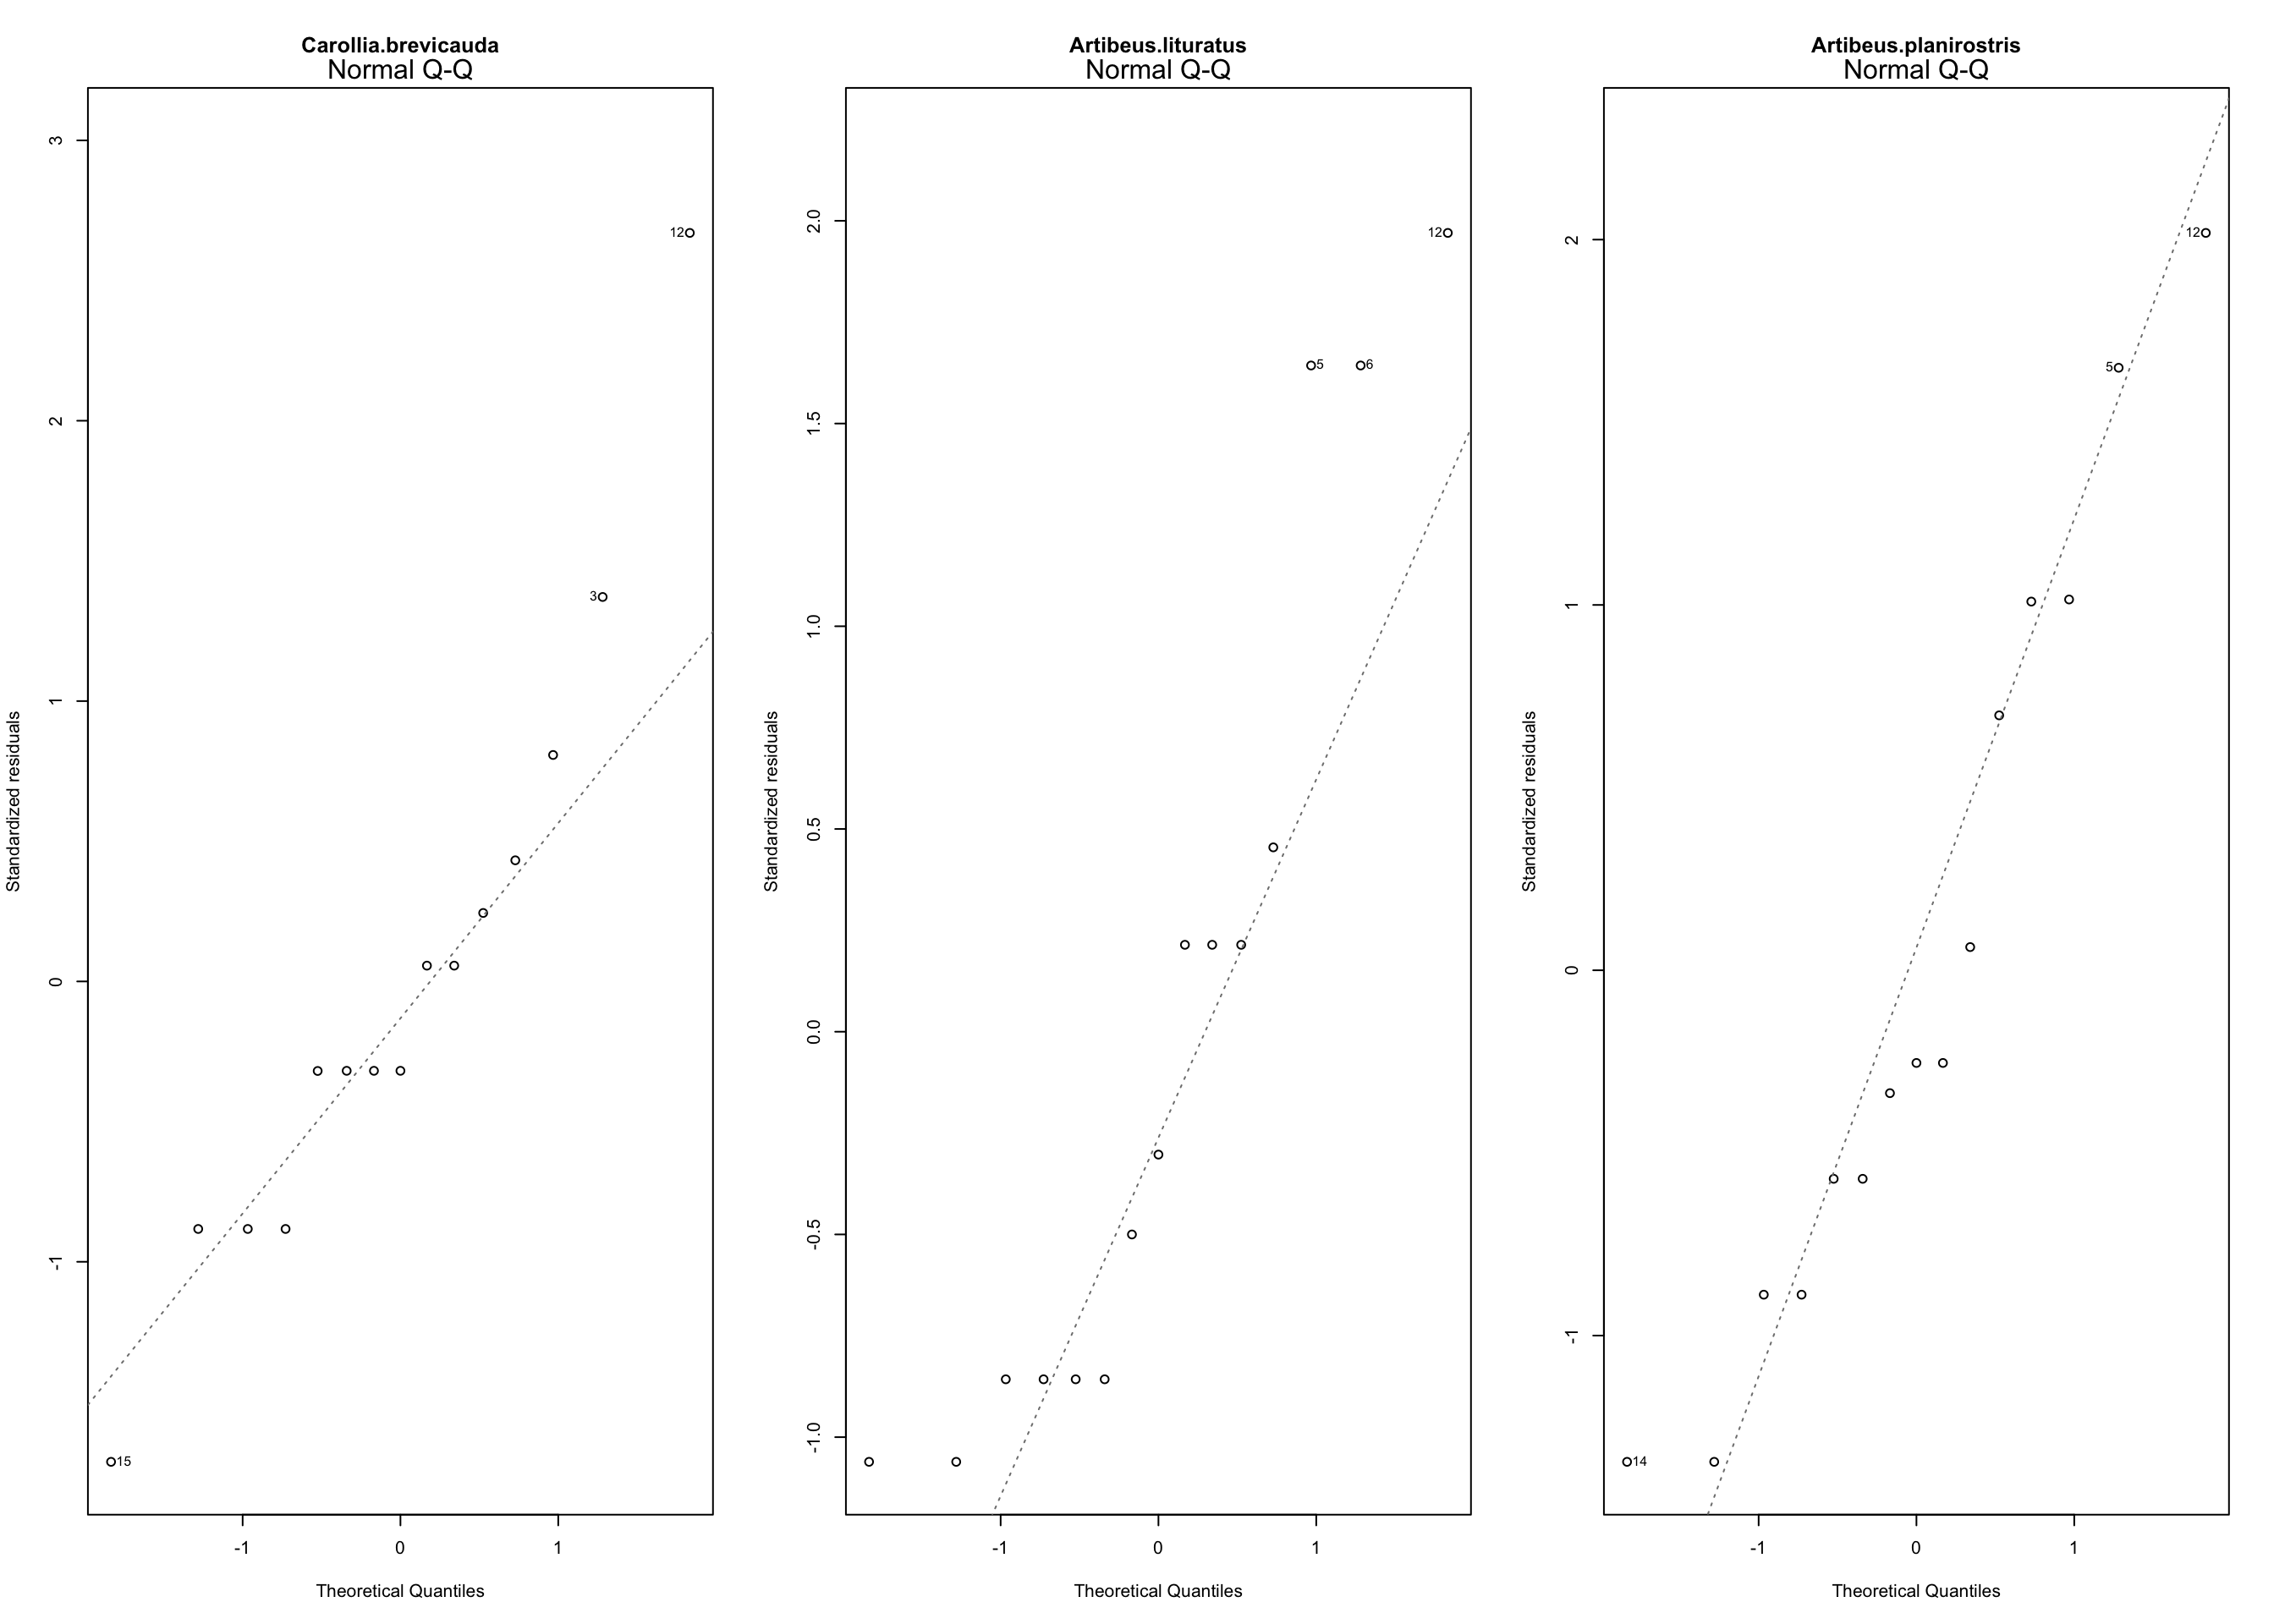 Carollia.brevicauda
Normal Q-Q
3
2
1
0
-1
Standardized residuals
12
3
15
-1
0
1
Theoretical Quantiles
Artibeus.lituratus
Normal Q-Q
2.0
1.5
1.0
0.5
0.0
-0.5
-1.0
Standardized residuals
12
5
6
-1
0
1
Theoretical Quantiles
Artibeus.planirostris
Normal Q-Q
2
1
0
-1
Standardized residuals
12
5
14
-1
0
1
Theoretical Quantiles